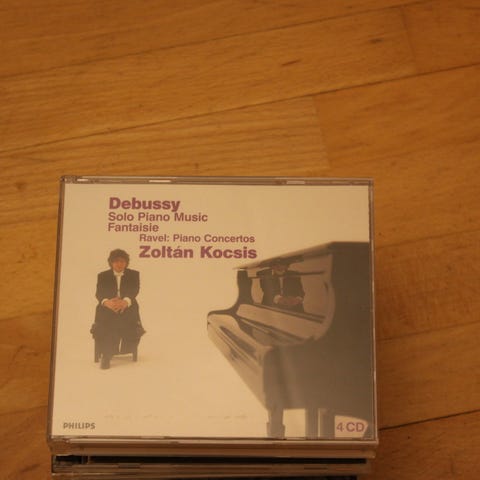 Debussy
Solo Piano Music
Fantaisie
Ravel: Piano Concertos
Zoltán Kocsis
PHILIPS
4 CD